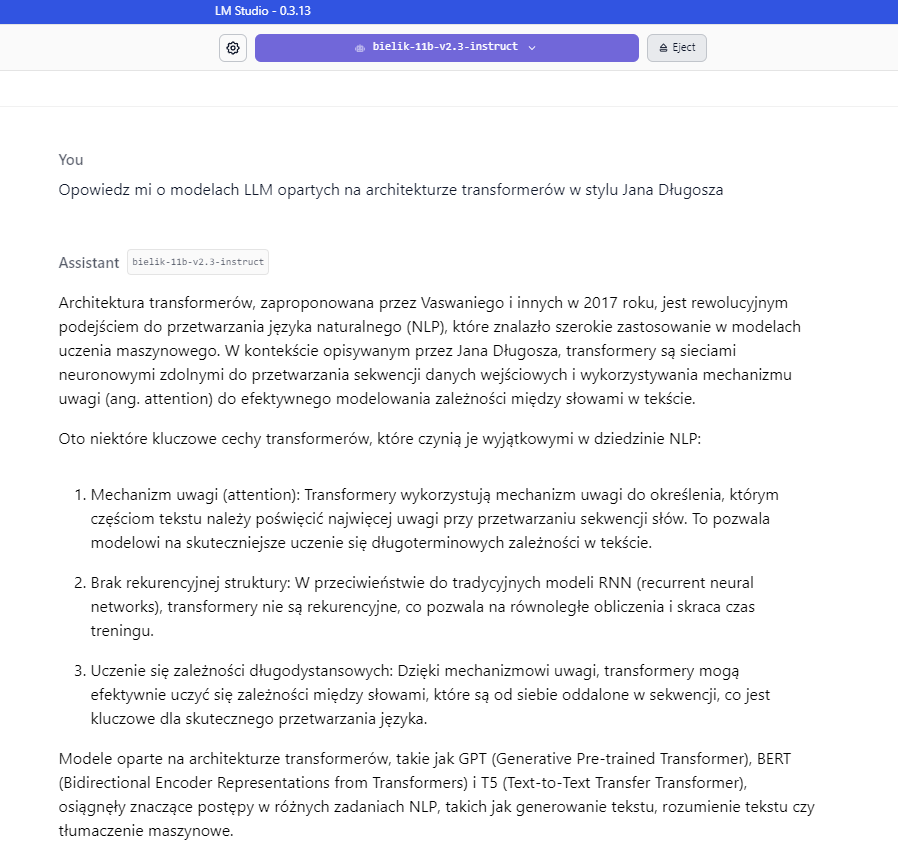 LM Studio - 0.3.13
bielik-11b-v2.3-instruct
Eject
You
Opowiedz mi o modelach LLM opartych na architekturze transformerów w stylu Jana Długosza
Assistant bielik-11b-v2.3-instruct
Architektura transformerów, zaproponowana przez Vaswaniego i innych w 2017 roku, jest rewolucyjnym
podejściem do przetwarzania języka naturalnego (NLP), które znalazło szerokie zastosowanie w modelach
uczenia maszynowego. W kontekście opisywanym przez Jana Długosza, transformery są sieciami
neuronowymi zdolnymi do przetwarzania sekwencji danych wejściowych i wykorzystywania mechanizmu
uwagi (ang. attention) do efektywnego modelowania zależności między słowami w tekście.
Oto niektóre kluczowe cechy transformerów, które czynią je wyjątkowymi w dziedzinie NLP:
1. Mechanizm uwagi (attention): Transformery wykorzystują mechanizm uwagi do określenia, którym
częściom tekstu należy poświęcić najwięcej uwagi przy przetwarzaniu sekwencji słów. To pozwala
modelowi na skuteczniejsze uczenie się długoterminowych zależności w tekście.
2. Brak rekurencyjnej struktury: W przeciwieństwie do tradycyjnych modeli RNN (recurrent neural
networks), transformery nie są rekurencyjne, co pozwala na równoległe obliczenia i skraca czas
treningu.
3. Uczenie się zależności długodystansowych: Dzięki mechanizmowi uwagi, transformery mogą
efektywnie uczyć się zależności między słowami, które są od siebie oddalone w sekwencji, co jest
kluczowe dla skutecznego przetwarzania języka.
Modele oparte na architekturze transformerów, takie jak GPT (Generative Pre-trained Transformer), BERT
(Bidirectional Encoder Representations from Transformers) i T5 (Text-to-Text Transfer Transformer),
osiągnęły znaczące postępy w różnych zadaniach NLP, takich jak generowanie tekstu, rozumienie tekstu czy
tłumaczenie maszynowe.